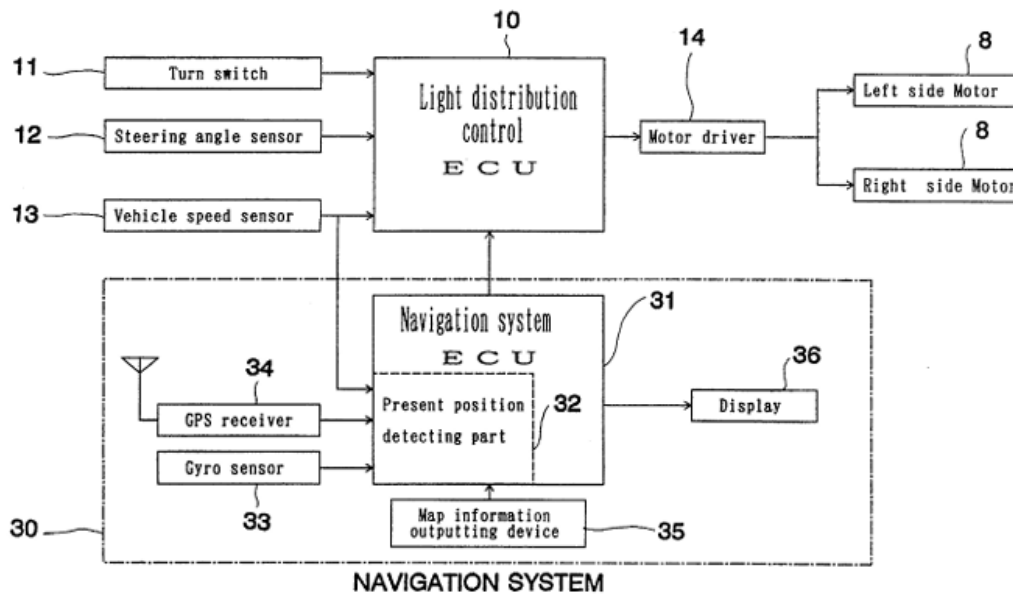 10
14
8
11
Turn switch
Light distribution
control
E C U
Left side Motor
12
Steering angle sensor
Motor driver
8
13
Vehicle speed sensor
Right side Motor
31
Navigation system
E C U
36
34
32
GPS receiver
Present position
detecting part
Display
Gyro sensor
33
30
Map information
outputting device
35
NAVIGATION SYSTEM